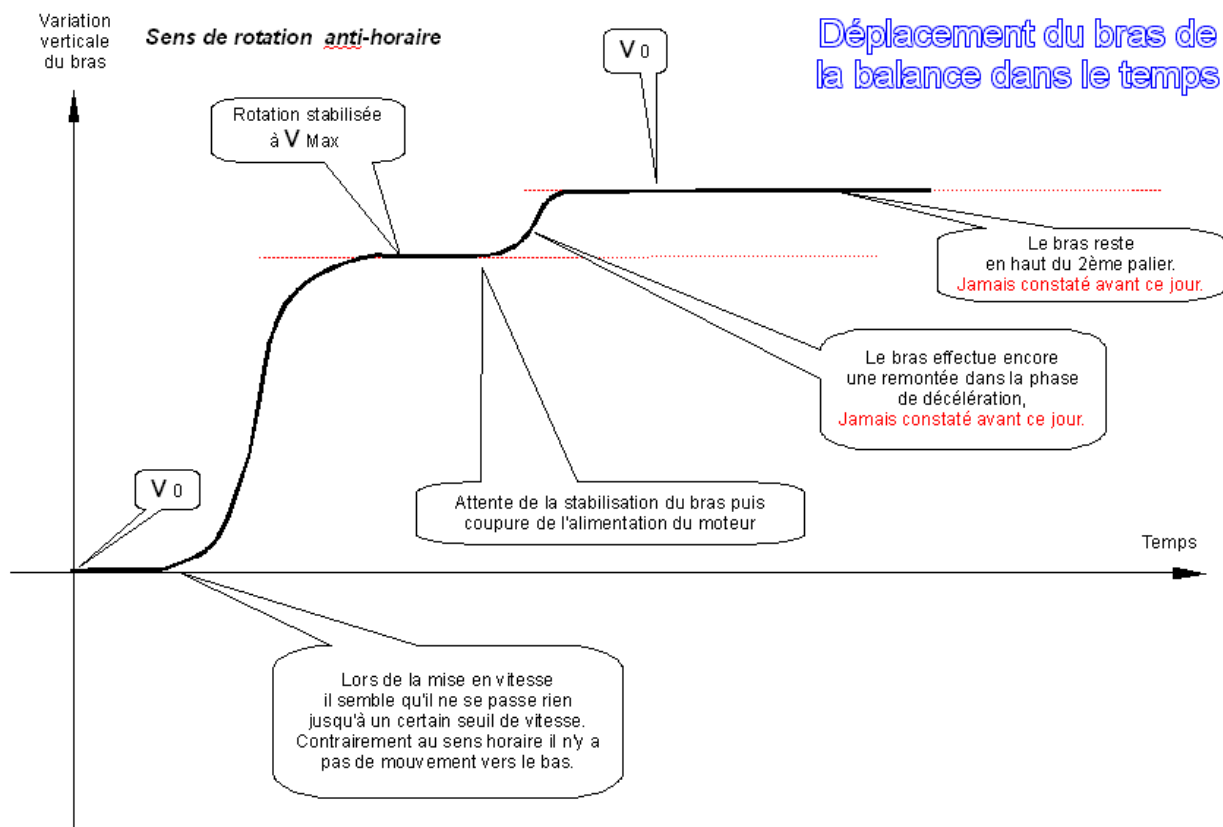 Variation
verticale
du bras
Sens de rotation anti-horaire
V 0
Déplacement du bras de
la balance dans le temps
Rotation stabilisée
à V Max
Le bras reste
en haut du 2ème palier.
Jamais constaté avant ce jour.
Le bras effectue encore
une remontée dans la phase
de décélération,
Jamais constaté avant ce jour.
V 0
Attente de la stabilisation du bras puis
coupure de l'alimentation du moteur
Temps
Lors de la mise en vitesse
il semble qu'il ne se passe rien
jusqu'à un certain seuil de vitesse.
Contrairement au sens horaire il n'y a
pas de mouvement vers le bas.